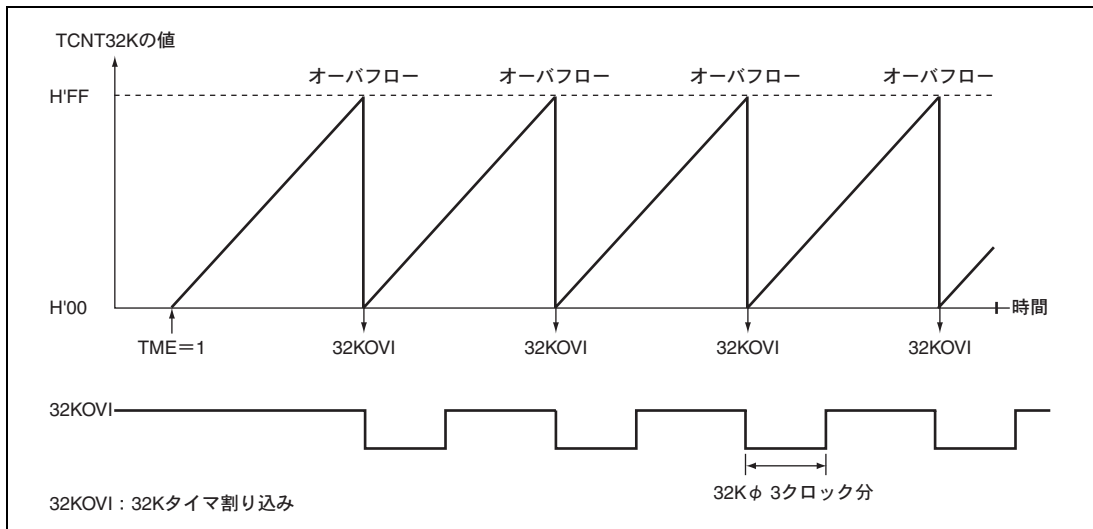 TCNT32Kの値
オーバフロー オーバフロー オーバフロー オーバフロー
H'FF
H'00
時間
TME＝1 32KOVI 32KOVI 32KOVI 32KOVI
32KOVI
32Kφ 3クロック分
32KOVI：32Kタイマ割り込み